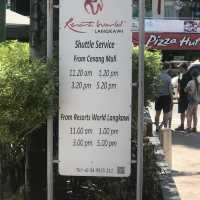 Resorts World
LANGKAWI
Pizza Hut
Shuttle Service
From Cenang Mall
11.20 am 1.20 pm
3.20 pm 5.20 pm
From Resorts World Langkawi
11.00 am 1.00 pm
3.00 pm 5.00 pm